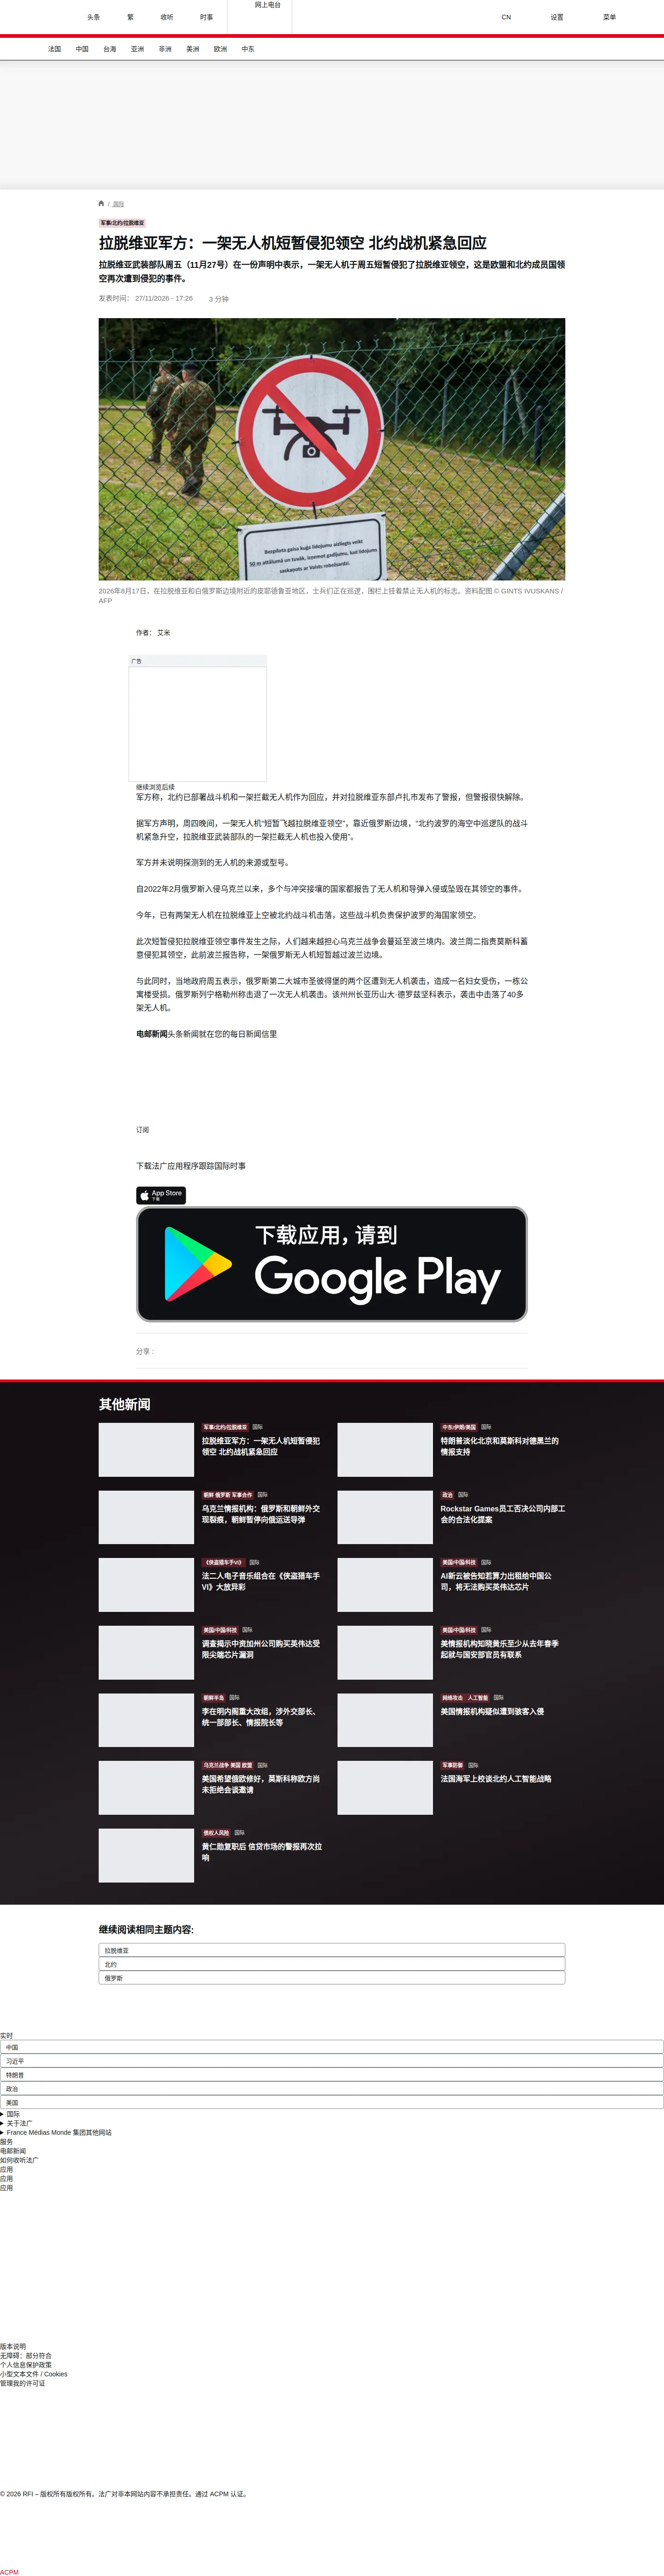 头条
繁
收听
时事
网上电台
CN
设置
菜单
法国
中国
台海
亚洲
非洲
美洲
欧洲
中东
/ 国际
军事/北约/拉脱维亚
拉脱维亚军方：一架无人机短暂侵犯领空 北约战机紧急回应
拉脱维亚武装部队周五（11月27号）在一份声明中表示，一架无人机于周五短暂侵犯了拉脱维亚领空，这是欧盟和北约成员国领
空再次遭到侵犯的事件。
发表时间： 27/11/2026 - 17:26
3 分钟
Bezpilota gaisa kuģa lidojumu aizliegts veikt
50 m attālumā un tuvāk, izņemot gadījumu, kad lidojums
saskaņots ar Valsts robežsardzi.
2026年8月17日，在拉脱维亚和白俄罗斯边境附近的皮耶德鲁亚地区，士兵们正在巡逻，围栏上挂着禁止无人机的标志。资料配图 © GINTS IVUSKANS /
AFP
作者： 艾米
广告
继续浏览后续
军方称，北约已部署战斗机和一架拦截无人机作为回应，并对拉脱维亚东部卢扎市发布了警报，但警报很快解除。
据军方声明，周四晚间，一架无人机“短暂飞越拉脱维亚领空”，靠近俄罗斯边境，“北约波罗的海空中巡逻队的战斗
机紧急升空，拉脱维亚武装部队的一架拦截无人机也投入使用”。
军方并未说明探测到的无人机的来源或型号。
自2022年2月俄罗斯入侵乌克兰以来，多个与冲突接壤的国家都报告了无人机和导弹入侵或坠毁在其领空的事件。
今年，已有两架无人机在拉脱维亚上空被北约战斗机击落，这些战斗机负责保护波罗的海国家领空。
此次短暂侵犯拉脱维亚领空事件发生之际，人们越来越担心乌克兰战争会蔓延至波兰境内。波兰周二指责莫斯科蓄
意侵犯其领空，此前波兰报告称，一架俄罗斯无人机短暂越过波兰边境。
与此同时，当地政府周五表示，俄罗斯第二大城市圣彼得堡的两个区遭到无人机袭击，造成一名妇女受伤，一栋公
寓楼受损。俄罗斯列宁格勒州称击退了一次无人机袭击。该州州长亚历山大·德罗兹坚科表示，袭击中击落了40多
架无人机。
电邮新闻头条新闻就在您的每日新闻信里
订阅
下载法广应用程序跟踪国际时事
App Store
下载
下载应用，请到
Google Play
分享 :
其他新闻
军事/北约/拉脱维亚 国际
拉脱维亚军方：一架无人机短暂侵犯
领空 北约战机紧急回应
中东/伊朗/美国 国际
特朗普淡化北京和莫斯科对德黑兰的
情报支持
朝鲜 俄罗斯 军事合作 国际
乌克兰情报机构：俄罗斯和朝鲜外交
现裂痕，朝鲜暂停向俄运送导弹
政治 国际
Rockstar Games员工否决公司内部工
会的合法化提案
《侠盗猎车手VI》 国际
法二人电子音乐组合在《侠盗猎车手
VI》大放异彩
美国/中国/科技 国际
AI新云被告知若算力出租给中国公
司，将无法购买英伟达芯片
美国/中国/科技 国际
调查揭示中资加州公司购买英伟达受
限尖端芯片漏洞
美国/中国/科技 国际
美情报机构知晓黄乐至少从去年春季
起就与国安部官员有联系
朝鲜半岛 国际
李在明内阁重大改组，涉外交部长、
统一部部长、情报院长等
网络攻击 人工智能 国际
美国情报机构疑似遭到骇客入侵
乌克兰战争 美国 欧盟 国际
美国希望俄欧修好，莫斯科称欧方尚
未拒绝会谈邀请
军事防御 国际
法国海军上校谈北约人工智能战略
债权人风险 国际
黄仁勋复职后 信贷市场的警报再次拉
响
继续阅读相同主题内容:
拉脱维亚
北约
俄罗斯
实时
中国
习近平
特朗普
政治
美国
国际
关于法广
France Médias Monde 集团其他网站
服务
电邮新闻
如何收听法广
应用
应用
应用
版本说明
无障碍：部分符合
个人信息保护政策
小型文本文件 / Cookies
管理我的许可证
© 2026 RFI – 版权所有版权所有。法广对非本网站内容不承担责任。通过 ACPM 认证。
ACPM